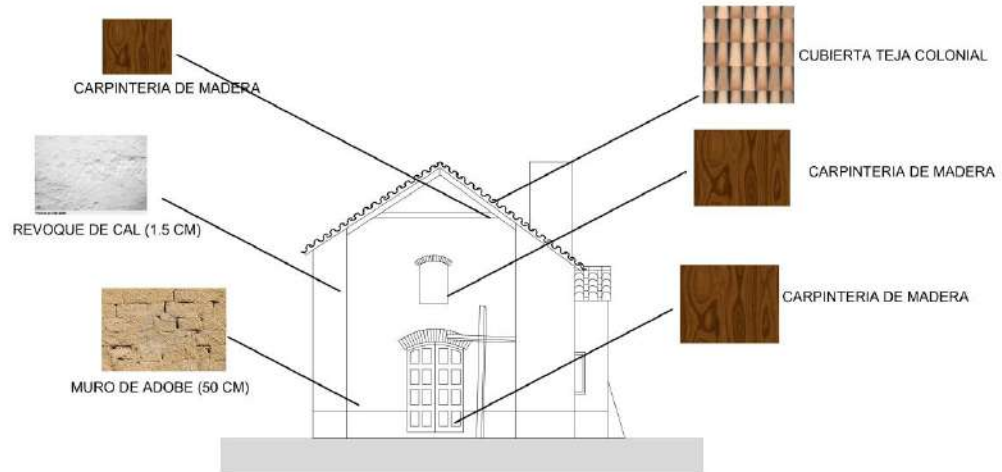 CARPINTERIA DE MADERA
CUBIERTA TEJA COLONIAL
CARPINTERIA DE MADERA
REVOQUE DE CAL (1.5 CM)
CARPINTERIA DE MADERA
MURO DE ADOBE (50 CM)